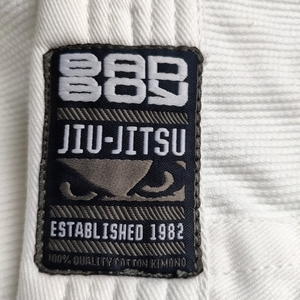 BAD
BOY
JIU-JITSU
ESTABLISHED 1982
100% QUALITY COTTON KIMONO